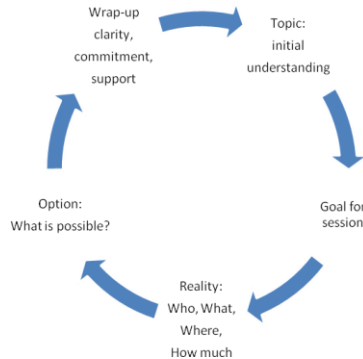 Wrap-up
clarity,
commitment,
support
Topic:
initial
understanding
Goal for
session
Reality:
Who, What,
Where,
How much
Option:
What is possible?